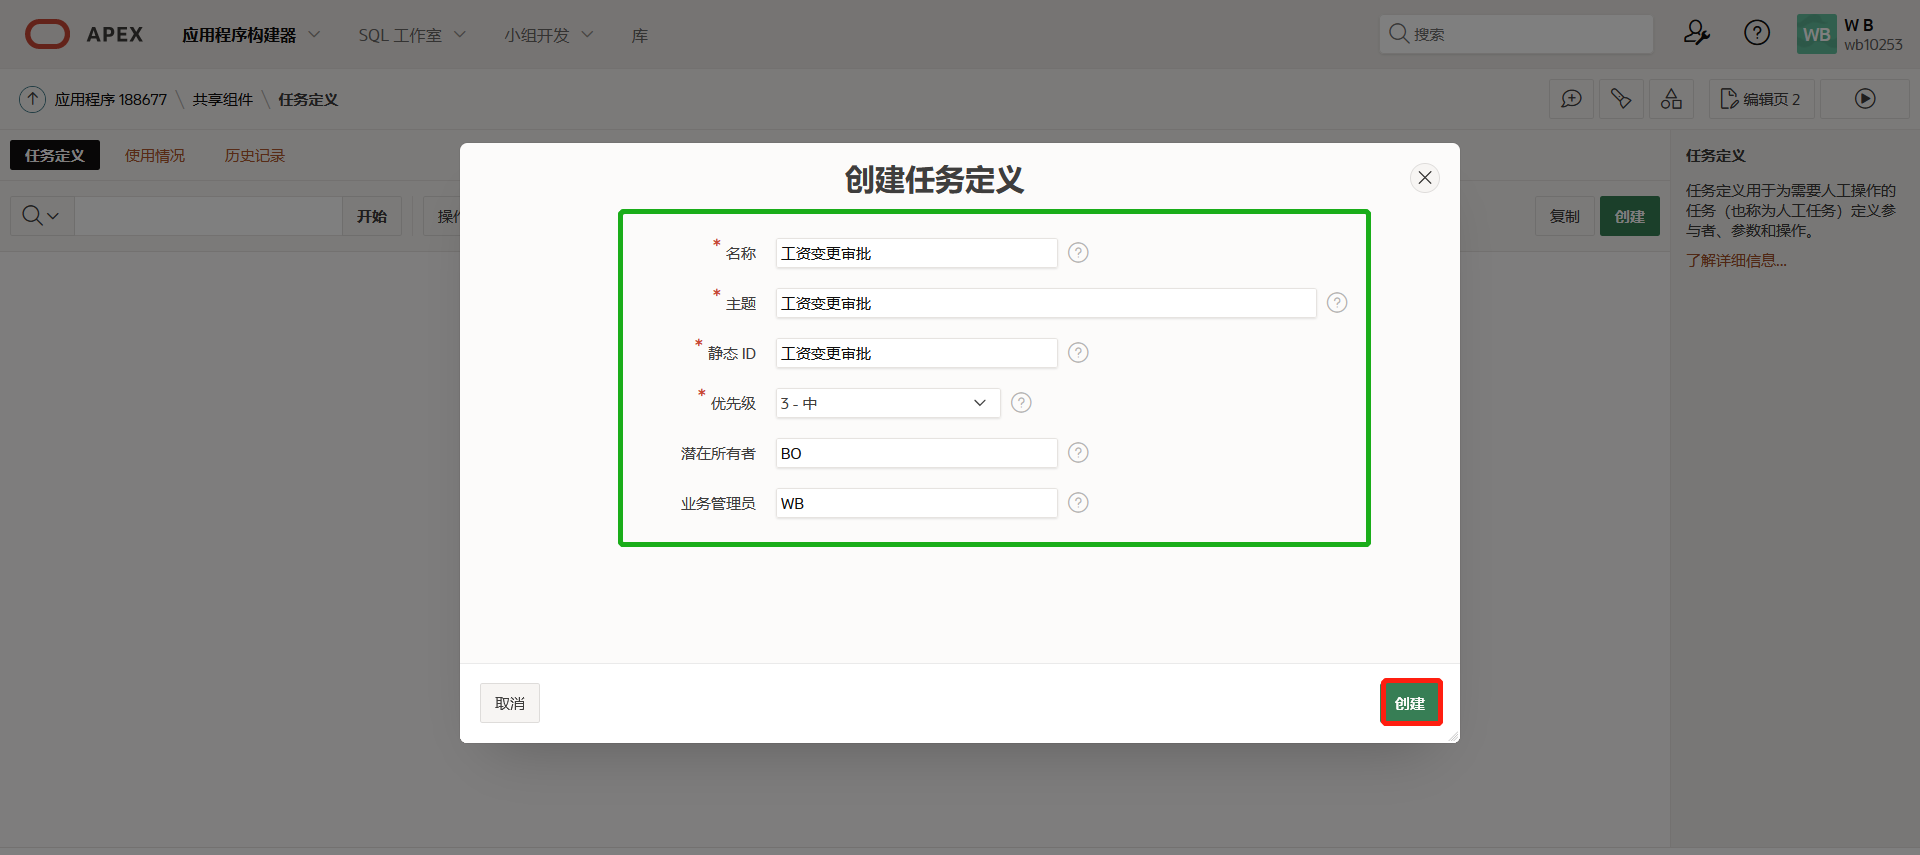 APEX
应用程序构建器
SQL 工作室
小组开发
库
搜索
WB
W B
wb10253
应用程序 188677
共享组件
任务定义
编辑页 2
任务定义
使用情况
历史记录
开始
操作
复制
创建
任务定义
任务定义用于为需要人工操作的
任务（也称为人工任务）定义参
与者、参数和操作。
了解详细信息...
创建任务定义
* 名称
工资变更审批
* 主题
工资变更审批
* 静态 ID
工资变更审批
* 优先级
3 - 中
潜在所有者
BO
业务管理员
WB
取消
创建